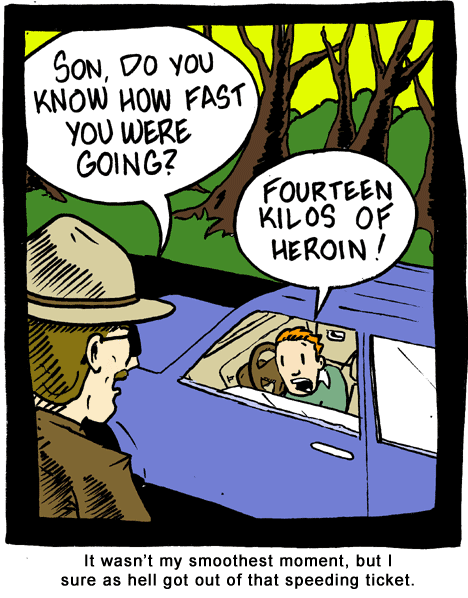 SON, DO YOU
KNOW HOW FAST
YOU WERE
GOING?
FOURTEEN
KILOS OF
HEROIN!
It wasn't my smoothest moment, but I
sure as hell got out of that speeding ticket.